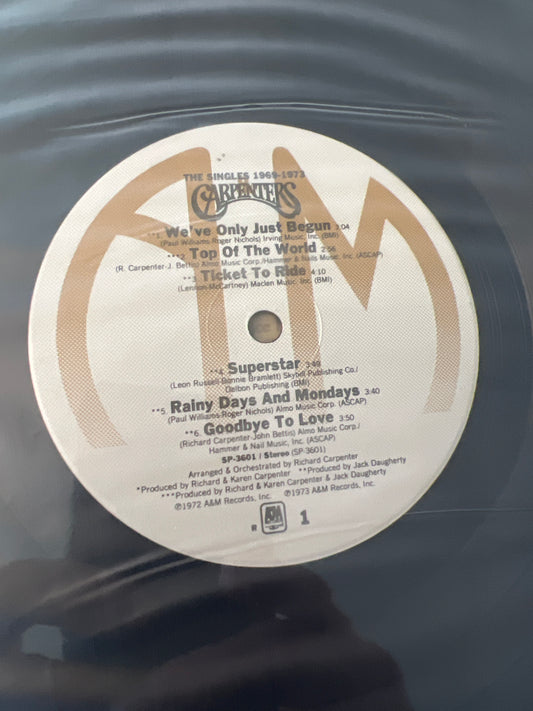 THE SINGLES 1969-1973
CARPENTERS
**1. We've Only Just Begun 3:04
(Paul Williams-Roger Nichols) Irving Music, Inc. (BMI)
***2. Top Of The World 2:56
(R. Carpenter-J. Bettis) Almo Music Corp./Hammer & Nails Music, Inc. (ASCAP)
**3. Ticket To Ride 4:10
(Lennon-McCartney) Maclen Music, Inc. (BMI)
**4. Superstar 3:49
(Leon Russell-Bonnie Bramlett) Skyhill Publishing Co./
Delbon Publishing (BMI)
**5. Rainy Days And Mondays 3:40
(Paul Williams-Roger Nichols) Almo Music Corp. (ASCAP)
**6. Goodbye To Love 3:50
(Richard Carpenter-John Bettis) Almo Music Corp./
Hammer & Nail Music, Inc. (ASCAP)
SP-3601 / Stereo (SP-3601)
Arranged & Orchestrated by Richard Carpenter
*Produced by Richard & Karen Carpenter **Produced by Jack Daugherty
***Produced by Richard & Karen Carpenter & Jack Daugherty
℗1972 A&M Records, Inc. ℗1973 A&M Records, Inc.
R A&M 1